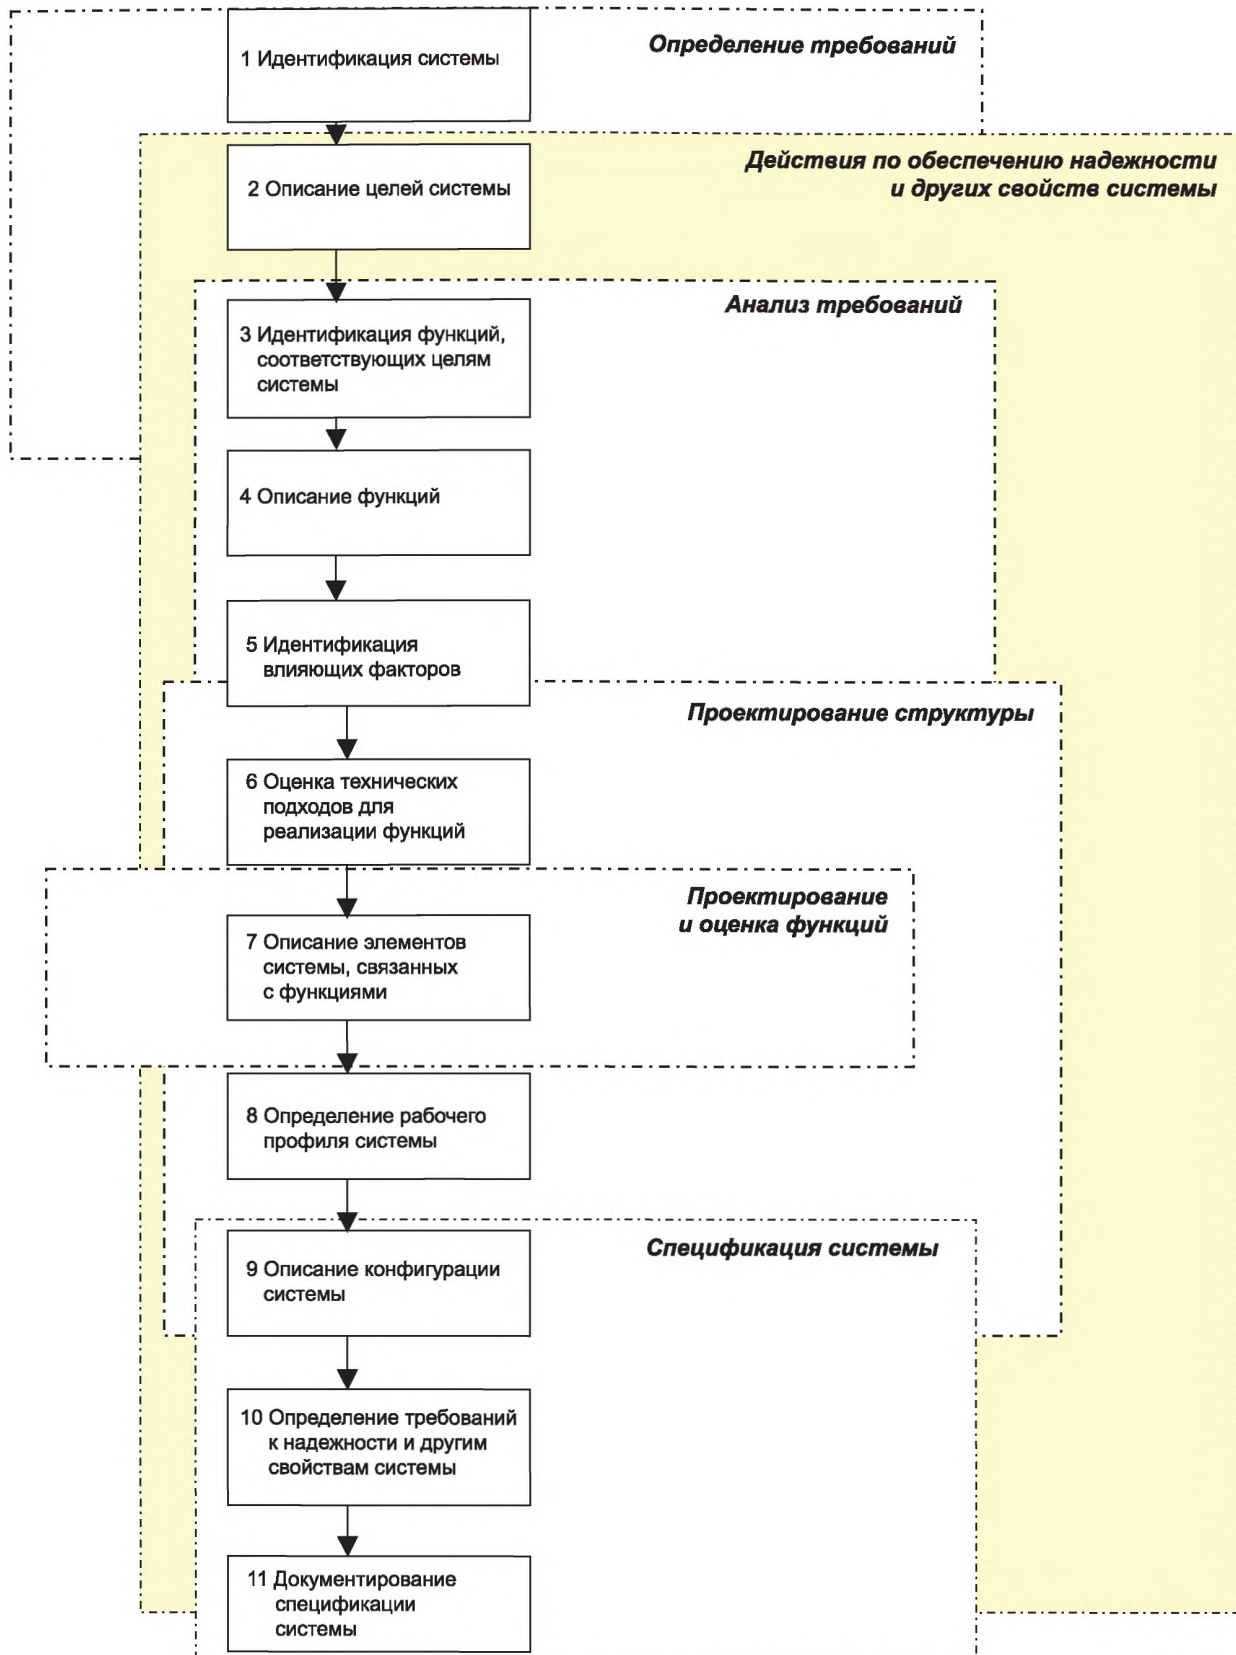 1 Идентификация системы
Определение требований
Действия по обеспечению надежности
и других свойств системы
2 Описание целей системы
Анализ требований
3 Идентификация функций,
соответствующих целям
системы
4 Описание функций
5 Идентификация
влияющих факторов
Проектирование структуры
6 Оценка технических
подходов для
реализации функций
Проектирование
и оценка функций
7 Описание элементов
системы, связанных
с функциями
8 Определение рабочего
профиля системы
Спецификация системы
9 Описание конфигурации
системы
10 Определение требований
к надежности и другим
свойствам системы
11 Документирование
спецификации
системы